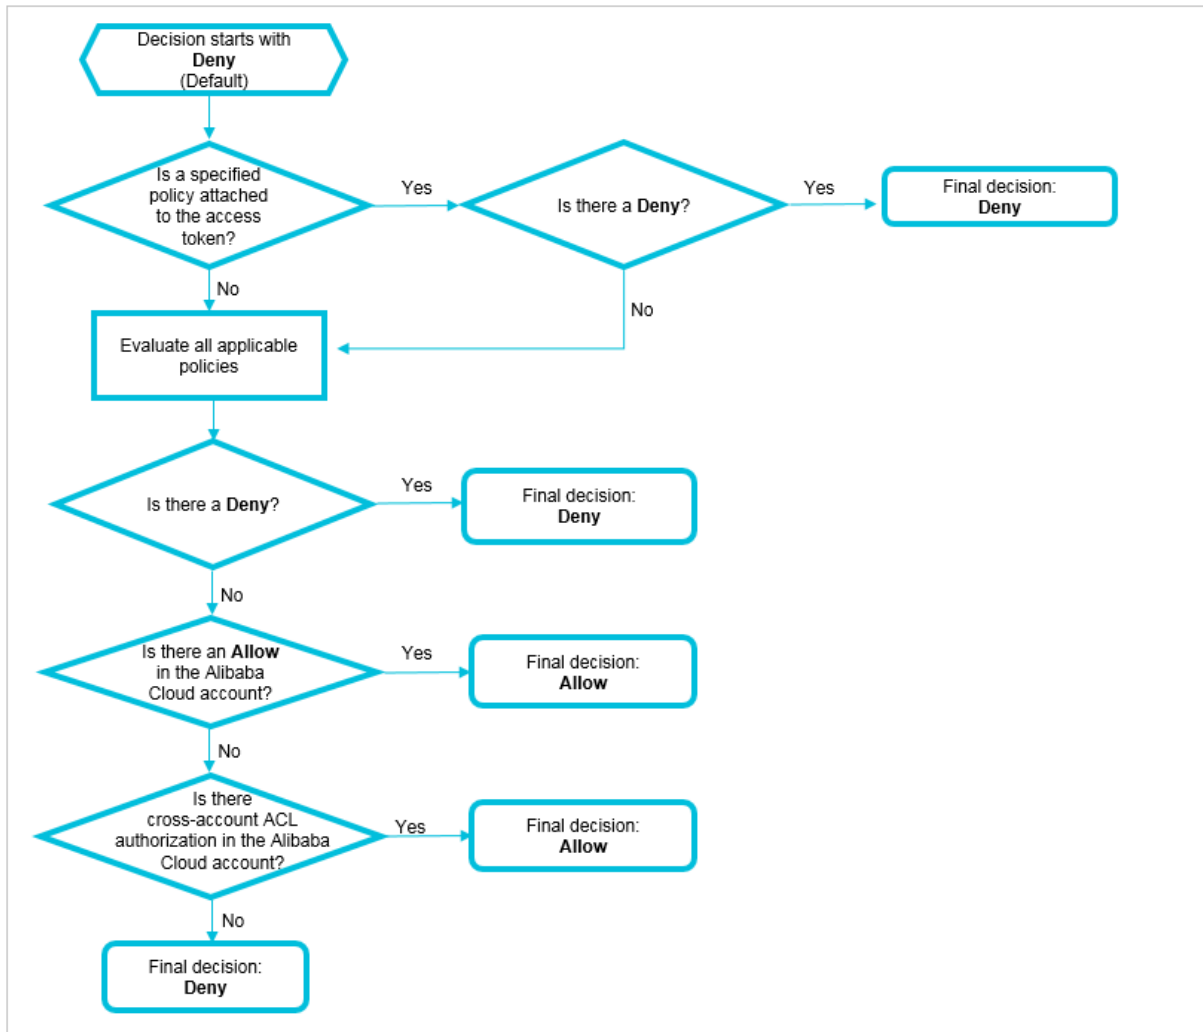 Decision starts with
Deny
(Default)
Is a specified
policy attached
to the access
token?
Yes
Is there a Deny?
Yes
Final decision:
Deny
No
No
Evaluate all applicable
policies
Is there a Deny?
Yes
Final decision:
Deny
No
Is there an Allow
in the Alibaba
Cloud account?
Yes
Final decision:
Allow
No
Is there
cross-account ACL
authorization in the Alibaba
Cloud account?
Yes
Final decision:
Allow
No
Final decision:
Deny